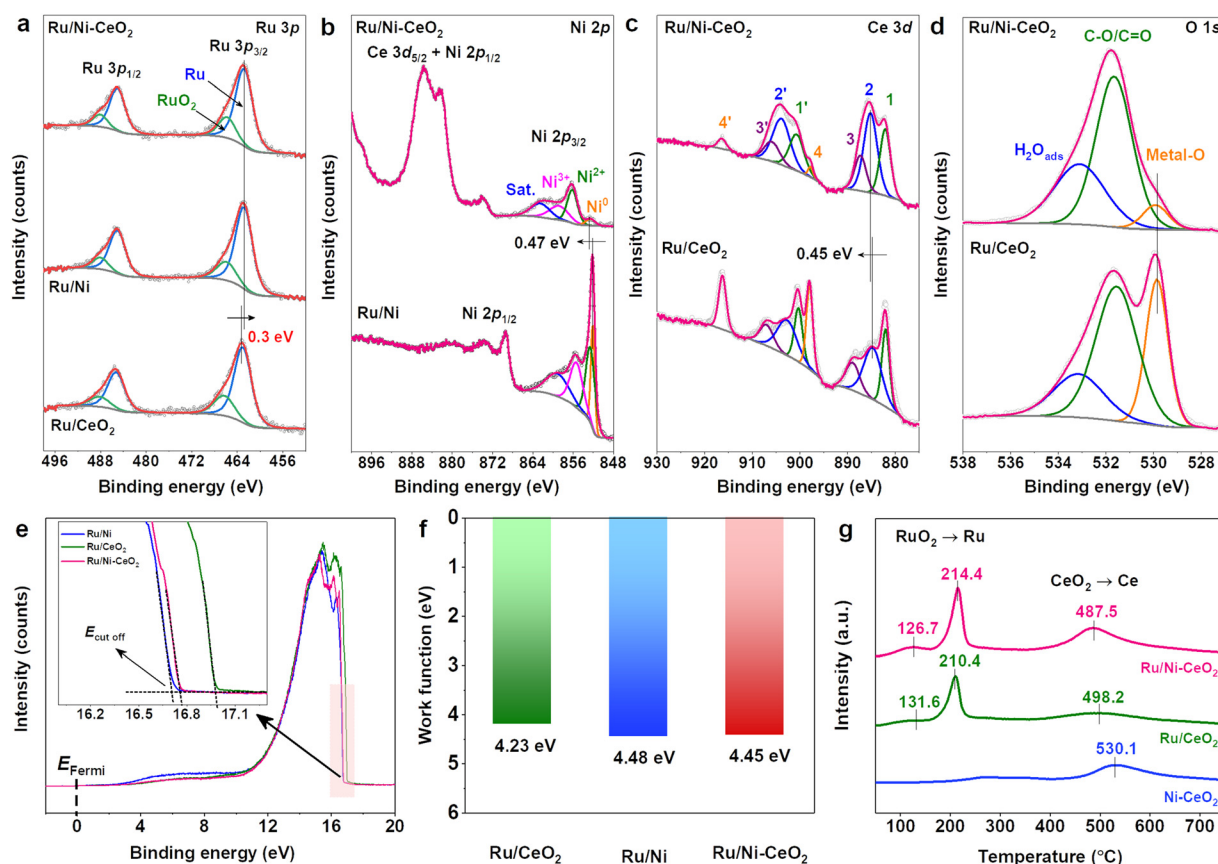 a
Ru/Ni-CeO₂
Ru 3p
Ru 3p₃/₂
Ru 3p₁/₂
Ru
RuO₂
Ru/Ni
0.3 eV
Ru/CeO₂
Intensity (counts)
496 488 480 472 464 456
Binding energy (eV)
b
Ru/Ni-CeO₂
Ni 2p
Ce 3d₅/₂ + Ni 2p₁/₂
Ni 2p₃/₂
Sat.
Ni³⁺
Ni²⁺
Ni⁰
0.47 eV
Ru/Ni
Ni 2p₁/₂
Intensity (counts)
896 888 880 872 864 856 848
Binding energy (eV)
c
Ru/Ni-CeO₂
Ce 3d
4' 3' 2' 1' 4 3 2 1
Ru/CeO₂
0.45 eV
Intensity (counts)
930 920 910 900 890 880
Binding energy (eV)
d
Ru/Ni-CeO₂
O 1s
C-O/C=O
H₂Oads
Metal-O
Ru/CeO₂
Intensity (counts)
538 536 534 532 530 528
Binding energy (eV)
e
Ru/Ni
Ru/CeO₂
Ru/Ni-CeO₂
Ecut off
16.2 16.5 16.8 17.1
EFermi
Intensity (counts)
0 4 8 12 16 20
Binding energy (eV)
f
0
1
2
3
4
5
6
Work function (eV)
4.23 eV
4.48 eV
4.45 eV
Ru/CeO₂ Ru/Ni Ru/Ni-CeO₂
g
RuO₂ → Ru
214.4
CeO₂ → Ce
126.7
487.5
210.4
Ru/Ni-CeO₂
131.6
498.2
Ru/CeO₂
530.1
Ni-CeO₂
Intensity (a.u.)
100 200 300 400 500 600 700
Temperature (°C)